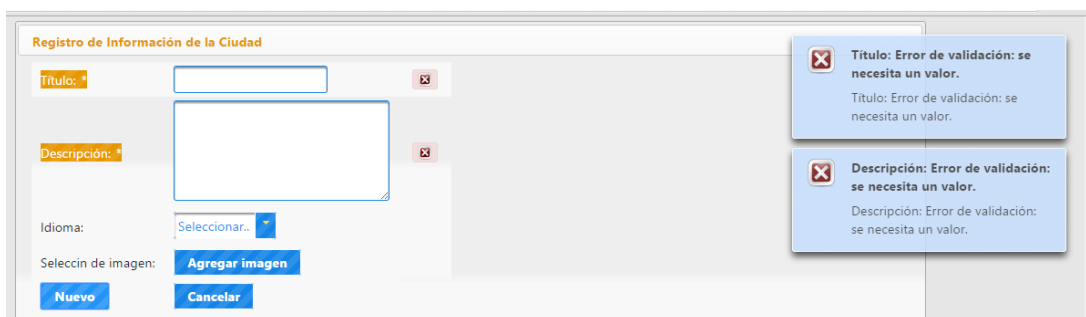 Registro de Información de la Ciudad
Título: *
Descripción: *
Idioma:
Seleccionar..
Seleccin de imagen:
Agregar imagen
Nuevo
Cancelar
Título: Error de validación: se
necesita un valor.
Título: Error de validación: se
necesita un valor.
Descripción: Error de validación:
se necesita un valor.
Descripción: Error de validación:
se necesita un valor.